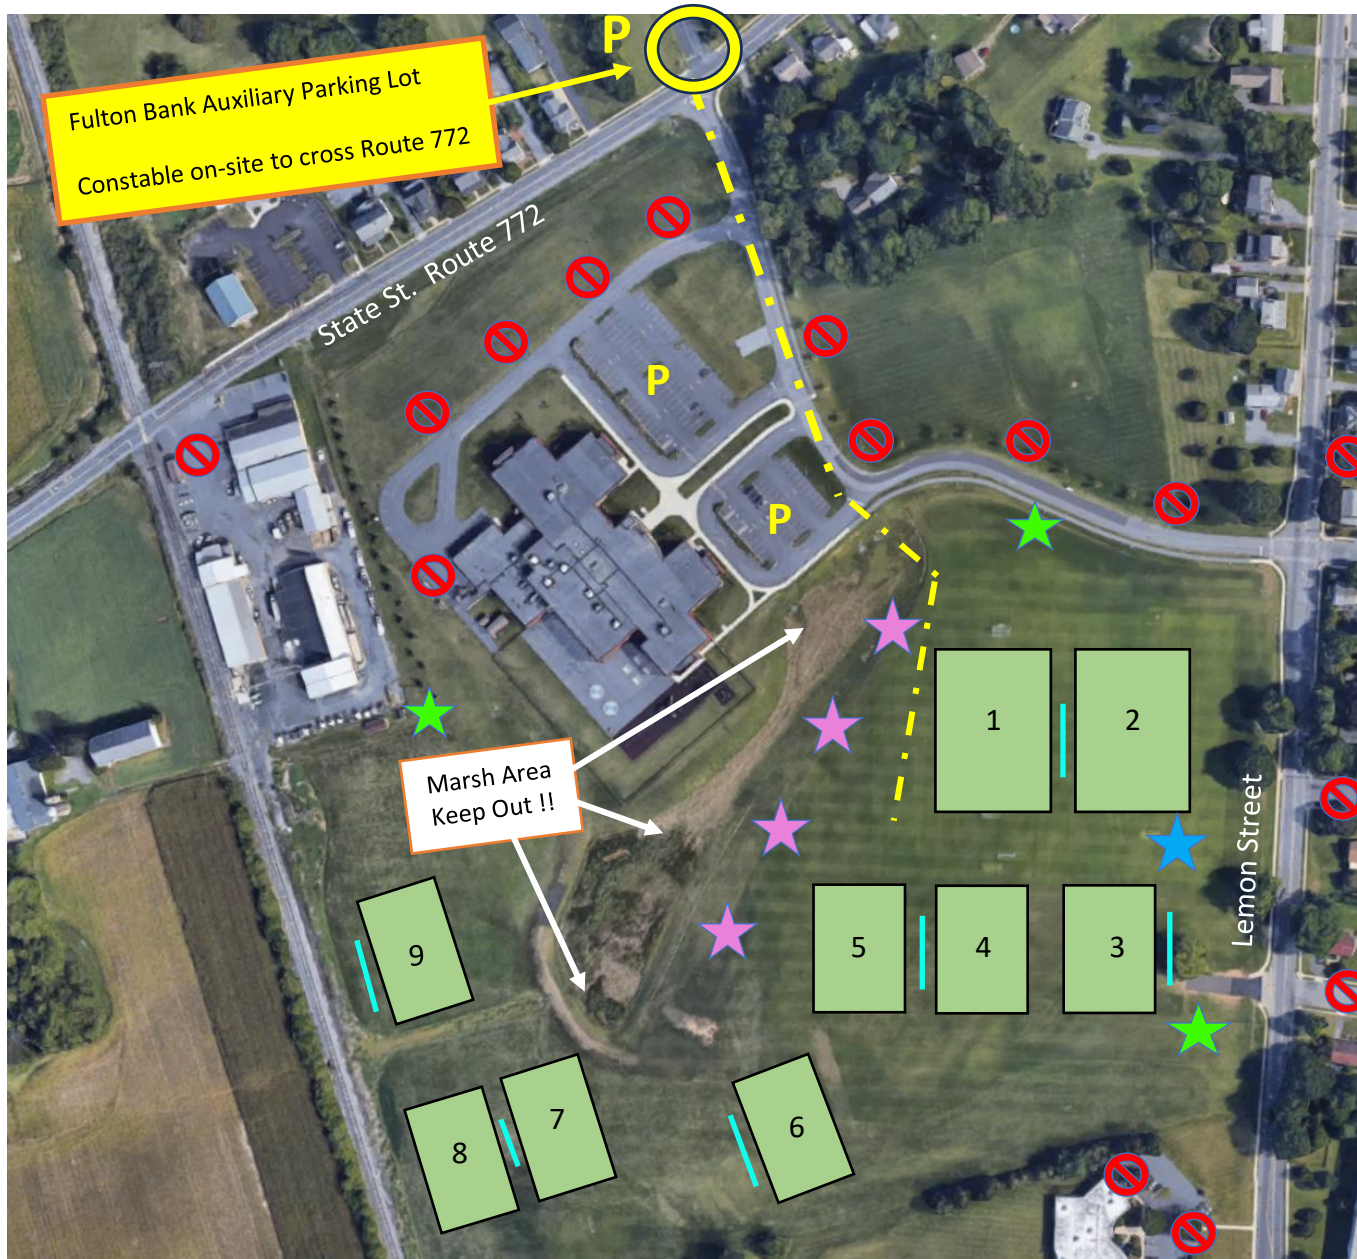 P
Fulton Bank Auxiliary Parking Lot
Constable on-site to cross Route 772
State St. Route 772
P
P
Marsh Area
Keep Out !!
1
2
Lemon Street
5
4
3
9
8
7
6